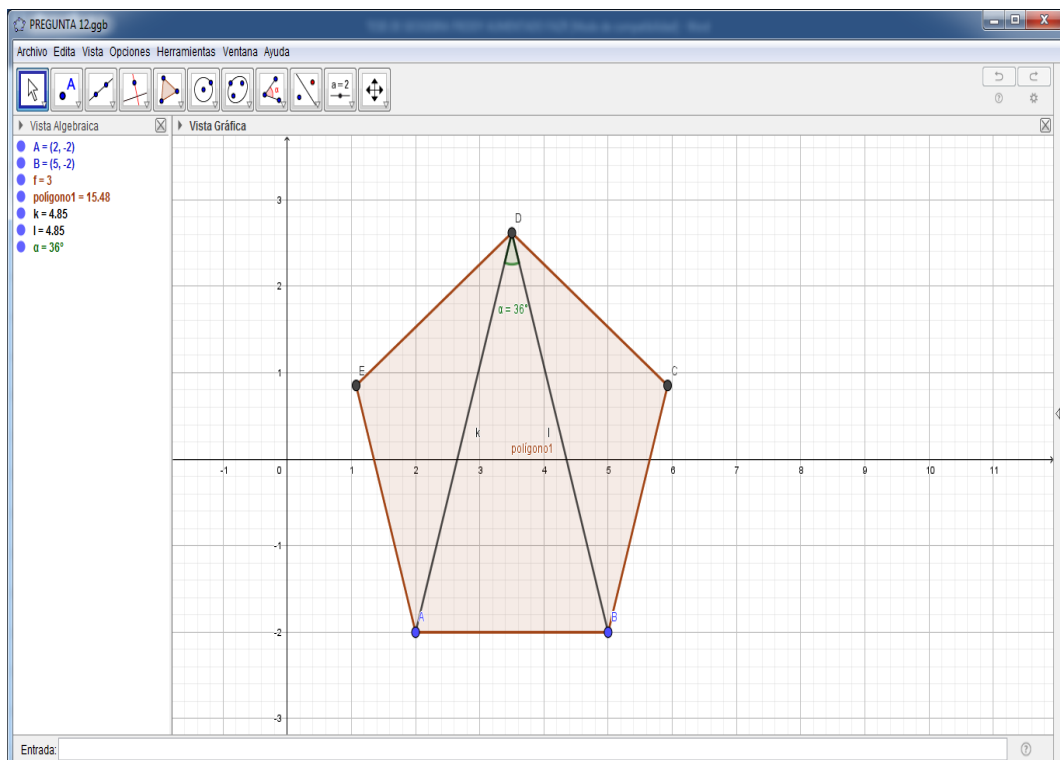 PREGUNTA 12.ggb
Archivo Edita Vista Opciones Herramientas Ventana Ayuda
A
α
a = 2
Vista Algebraica
Vista Gráfica
A = (2, -2)
B = (5, -2)
f = 3
polígono1 = 15.48
k = 4.85
l = 4.85
α = 36°
3
D
2
α = 36°
E
C
1
k
l
polígono1
-1
0
1
2
3
4
5
6
7
8
9
10
11
-1
A
B
-2
-3
Entrada: